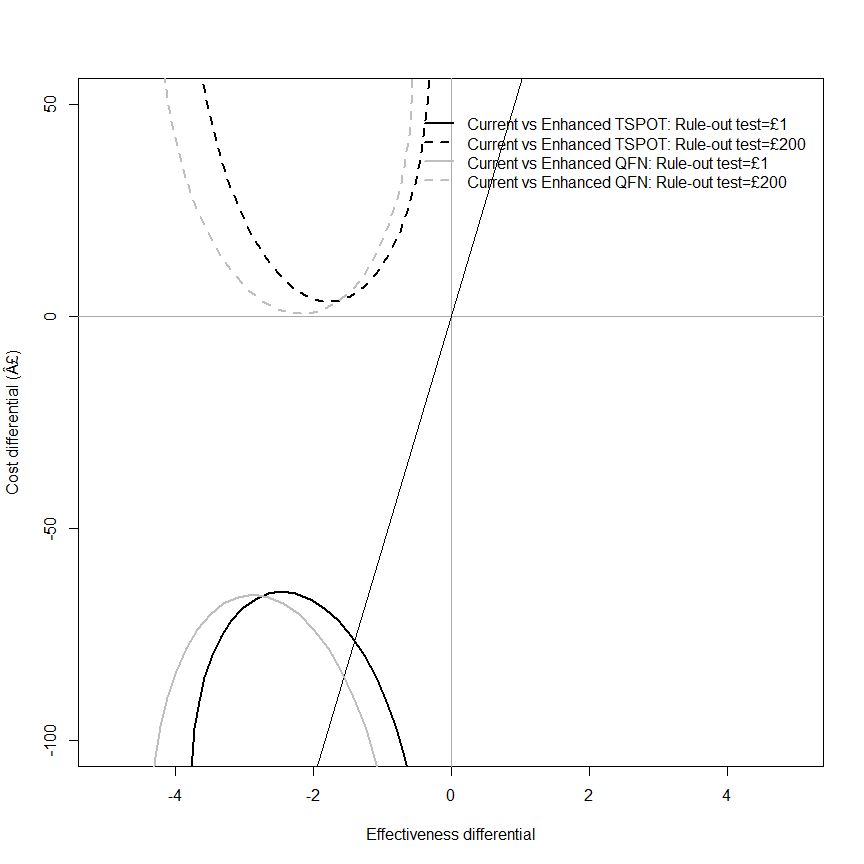 Current vs Enhanced TSPOT: Rule-out test=£1
Current vs Enhanced TSPOT: Rule-out test=£200
Current vs Enhanced QFN: Rule-out test=£1
Current vs Enhanced QFN: Rule-out test=£200
50
0
-50
-100
Cost differential (Â£)
-4 -2 0 2 4
Effectiveness differential